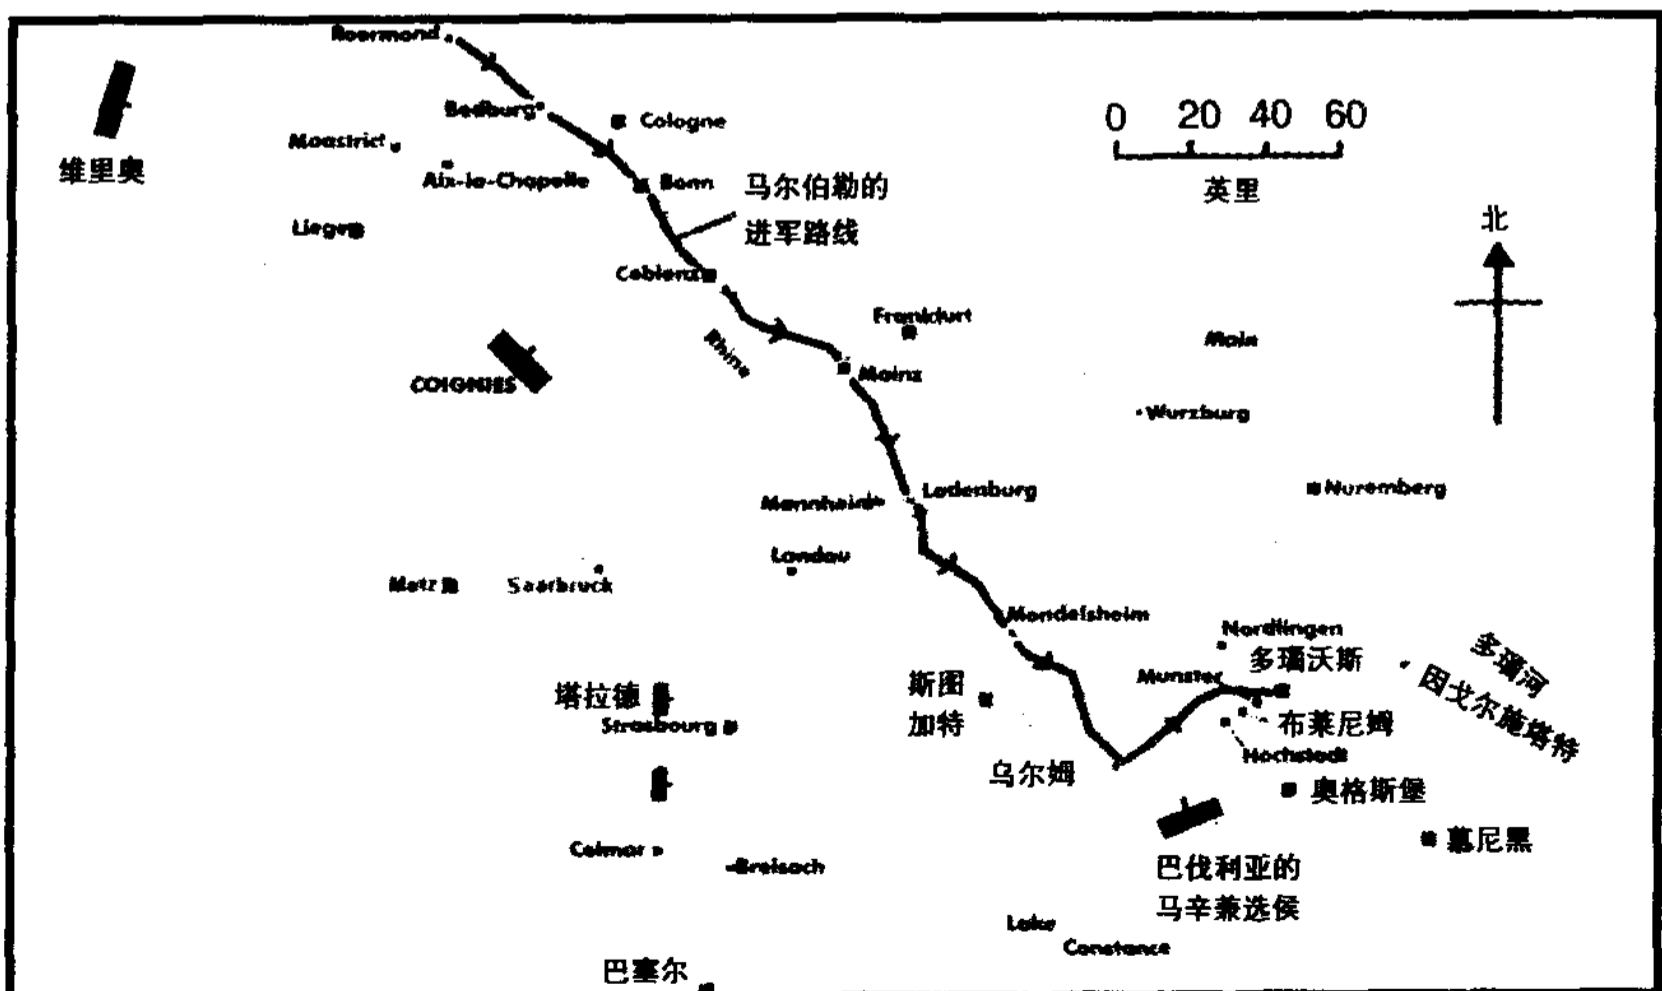 Roermond
Bedburg
Cologne
0 20 40 60
英里
Maastrict
维里奥
Aix-la-Chapelle
Bonn
马尔伯勒的
进军路线
Liege
北
Coblenz
Frankfurt
Main
Rhine
COIGNIES
Mainz
Wurzburg
Mannheim
Ladenburg
Nuremberg
Landau
Metz
Saarbruck
Mondelsheim
Nordlingen
多瑙沃斯
多瑙河
因戈尔施塔特
Munster
塔拉德
Strasbourg
斯图
加特
布莱尼姆
Hochstadt
乌尔姆
奥格斯堡
慕尼黑
Colmar
Breisach
巴伐利亚的
马辛兼选侯
Lake
Constance
巴塞尔